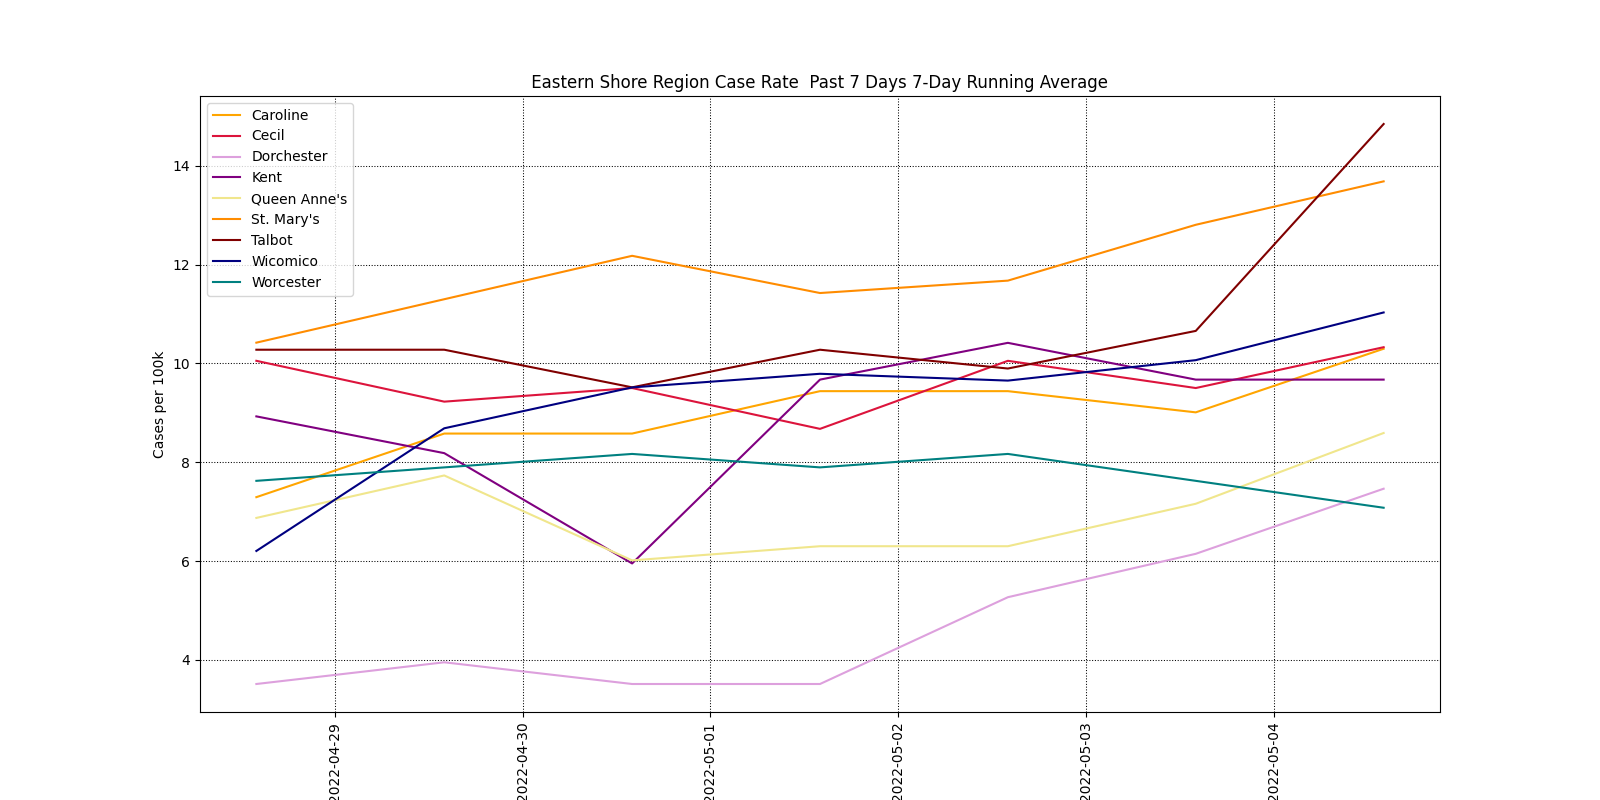 Eastern Shore Region Case Rate  Past 7 Days 7-Day Running Average
Caroline
Cecil
Dorchester
Kent
Queen Anne's
St. Mary's
Talbot
Wicomico
Worcester
Cases per 100k
14
12
10
8
6
4
2022-04-29
2022-04-30
2022-05-01
2022-05-02
2022-05-03
2022-05-04